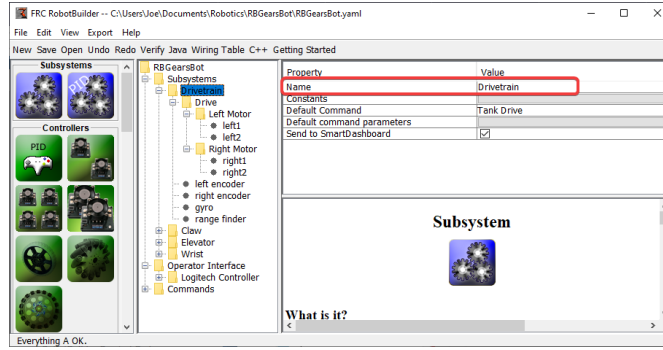 FRC RobotBuilder -- C:\Users\Joe\Documents\Robotics\RBGearsBot\RBGearsBot.yaml
File Edit View Export Help
New Save Open Undo Redo Verify Java Wiring Table C++ Getting Started
Subsystems
PID
Controllers
PID
RBGearsBot
Subsystems
Drivetrain
Drive
Left Motor
left1
left2
Right Motor
right1
right2
left encoder
right encoder
gyro
range finder
Claw
Elevator
Wrist
Operator Interface
Logitech Controller
Commands
Property Value
Name Drivetrain
Constants
Default Command Tank Drive
Default command parameters
Send to SmartDashboard
Subsystem
What is it?
Everything A OK.